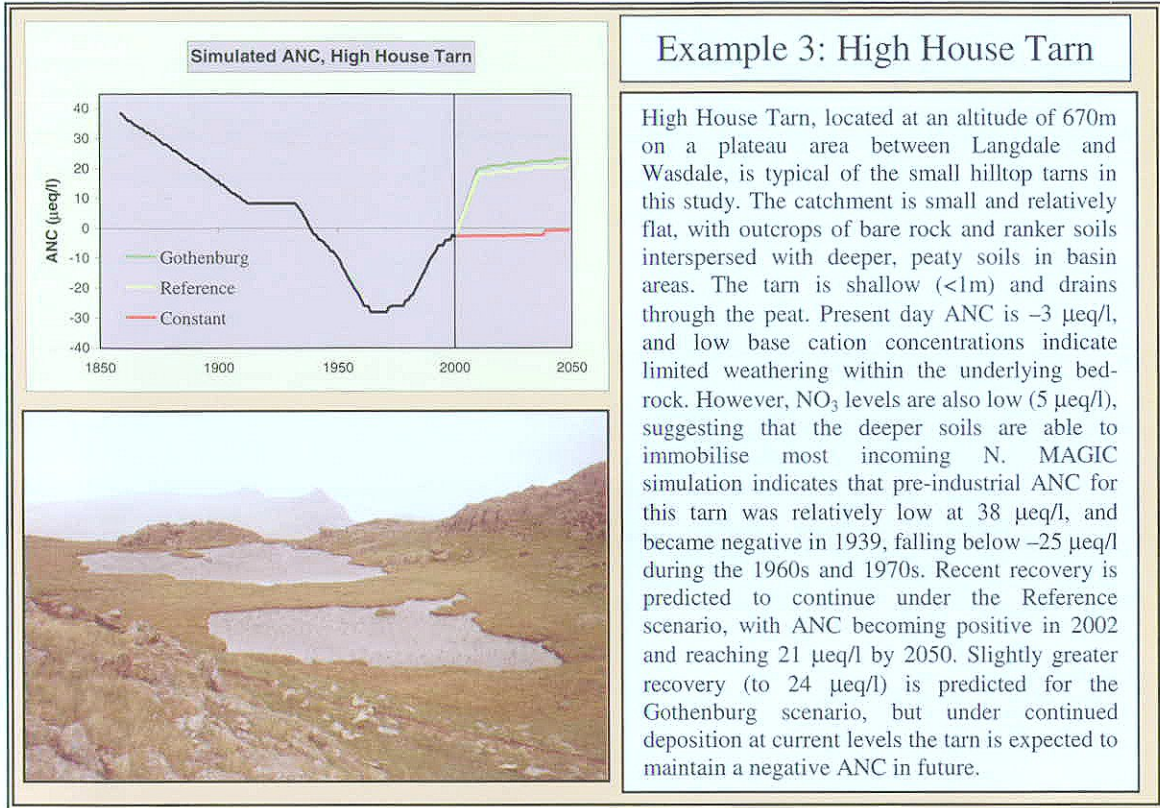 Simulated ANC, High House Tarn
40
30
20
10
0
-10
-20
-30
-40
ANC (µeq/l)
Gothenburg
Reference
Constant
1850
1900
1950
2000
2050
Example 3: High House Tarn
High House Tarn, located at an altitude of 670m
on a plateau area between Langdale and
Wasdale, is typical of the small hilltop tarns in
this study. The catchment is small and relatively
flat, with outcrops of bare rock and ranker soils
interspersed with deeper, peaty soils in basin
areas. The tarn is shallow (<1m) and drains
through the peat. Present day ANC is –3 µeq/l,
and low base cation concentrations indicate
limited weathering within the underlying bed-
rock. However, NO₃ levels are also low (5 µeq/l),
suggesting that the deeper soils are able to
immobilise most incoming N. MAGIC
simulation indicates that pre-industrial ANC for
this tarn was relatively low at 38 µeq/l, and
became negative in 1939, falling below –25 µeq/l
during the 1960s and 1970s. Recent recovery is
predicted to continue under the Reference
scenario, with ANC becoming positive in 2002
and reaching 21 µeq/l by 2050. Slightly greater
recovery (to 24 µeq/l) is predicted for the
Gothenburg scenario, but under continued
deposition at current levels the tarn is expected to
maintain a negative ANC in future.